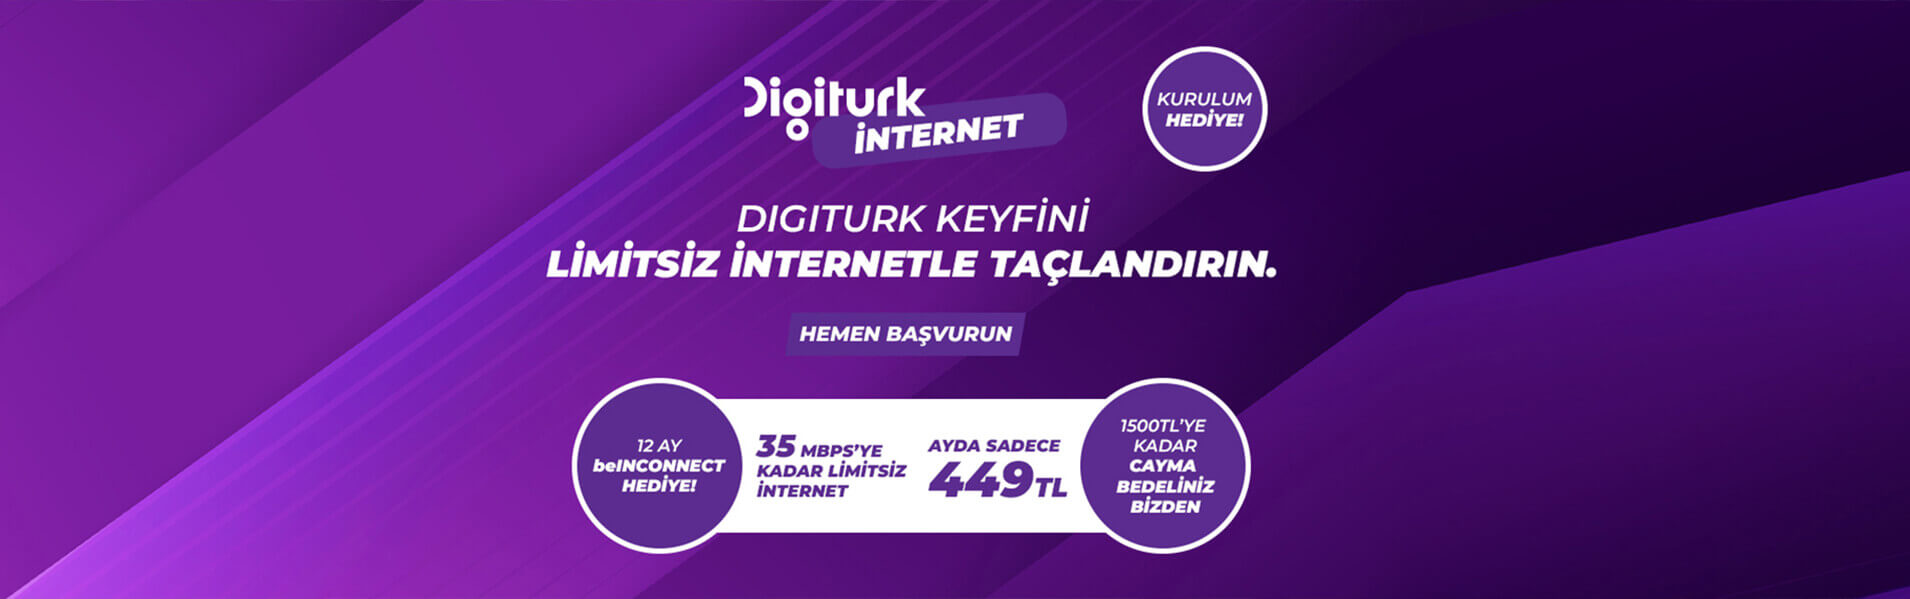 Digiturk
İNTERNET
KURULUM
HEDİYE!
DIGITURK KEYFİNİ
LİMİTSİZ İNTERNETLE TAÇLANDIRIN.
HEMEN BAŞVURUN
12 AY
beINCONNECT
HEDİYE!
35 MBPS'YE
KADAR LİMİTSİZ
İNTERNET
AYDA SADECE
449 TL
1500TL'YE
KADAR
CAYMA
BEDELİNİZ
BİZDEN